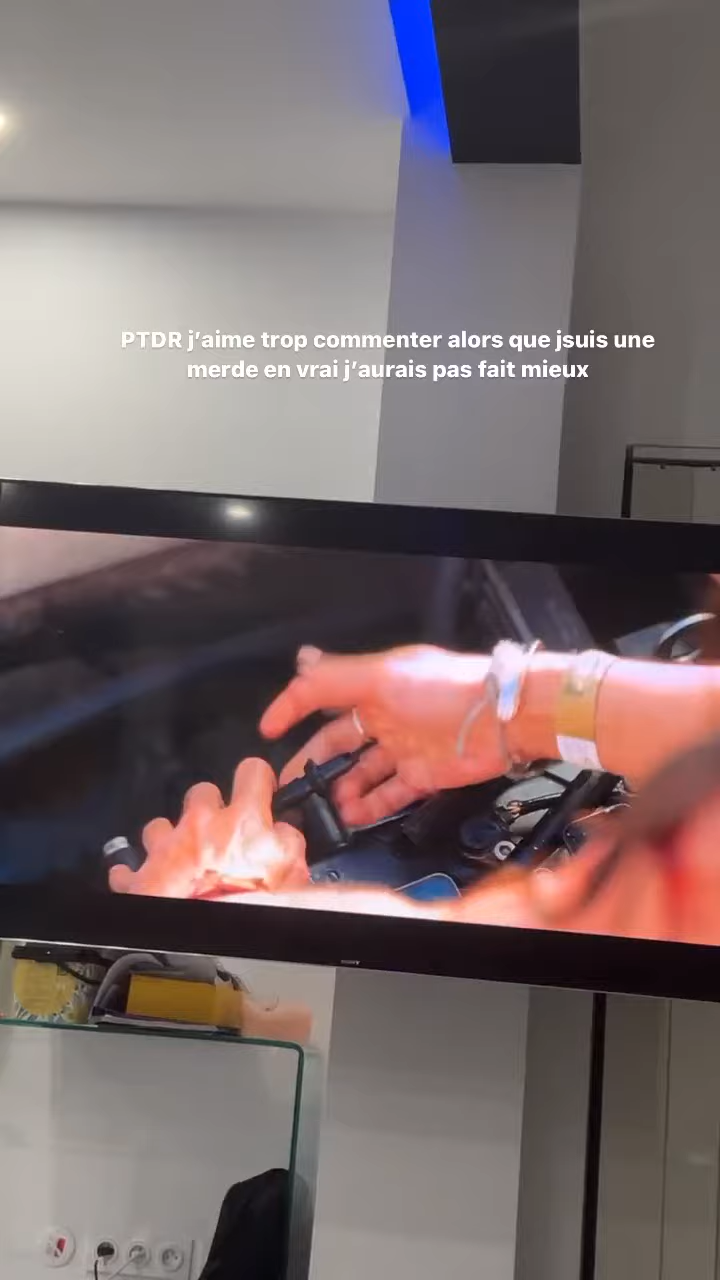 PTDR j'aime trop commenter alors que jsuis une
merde en vrai j'aurais pas fait mieux